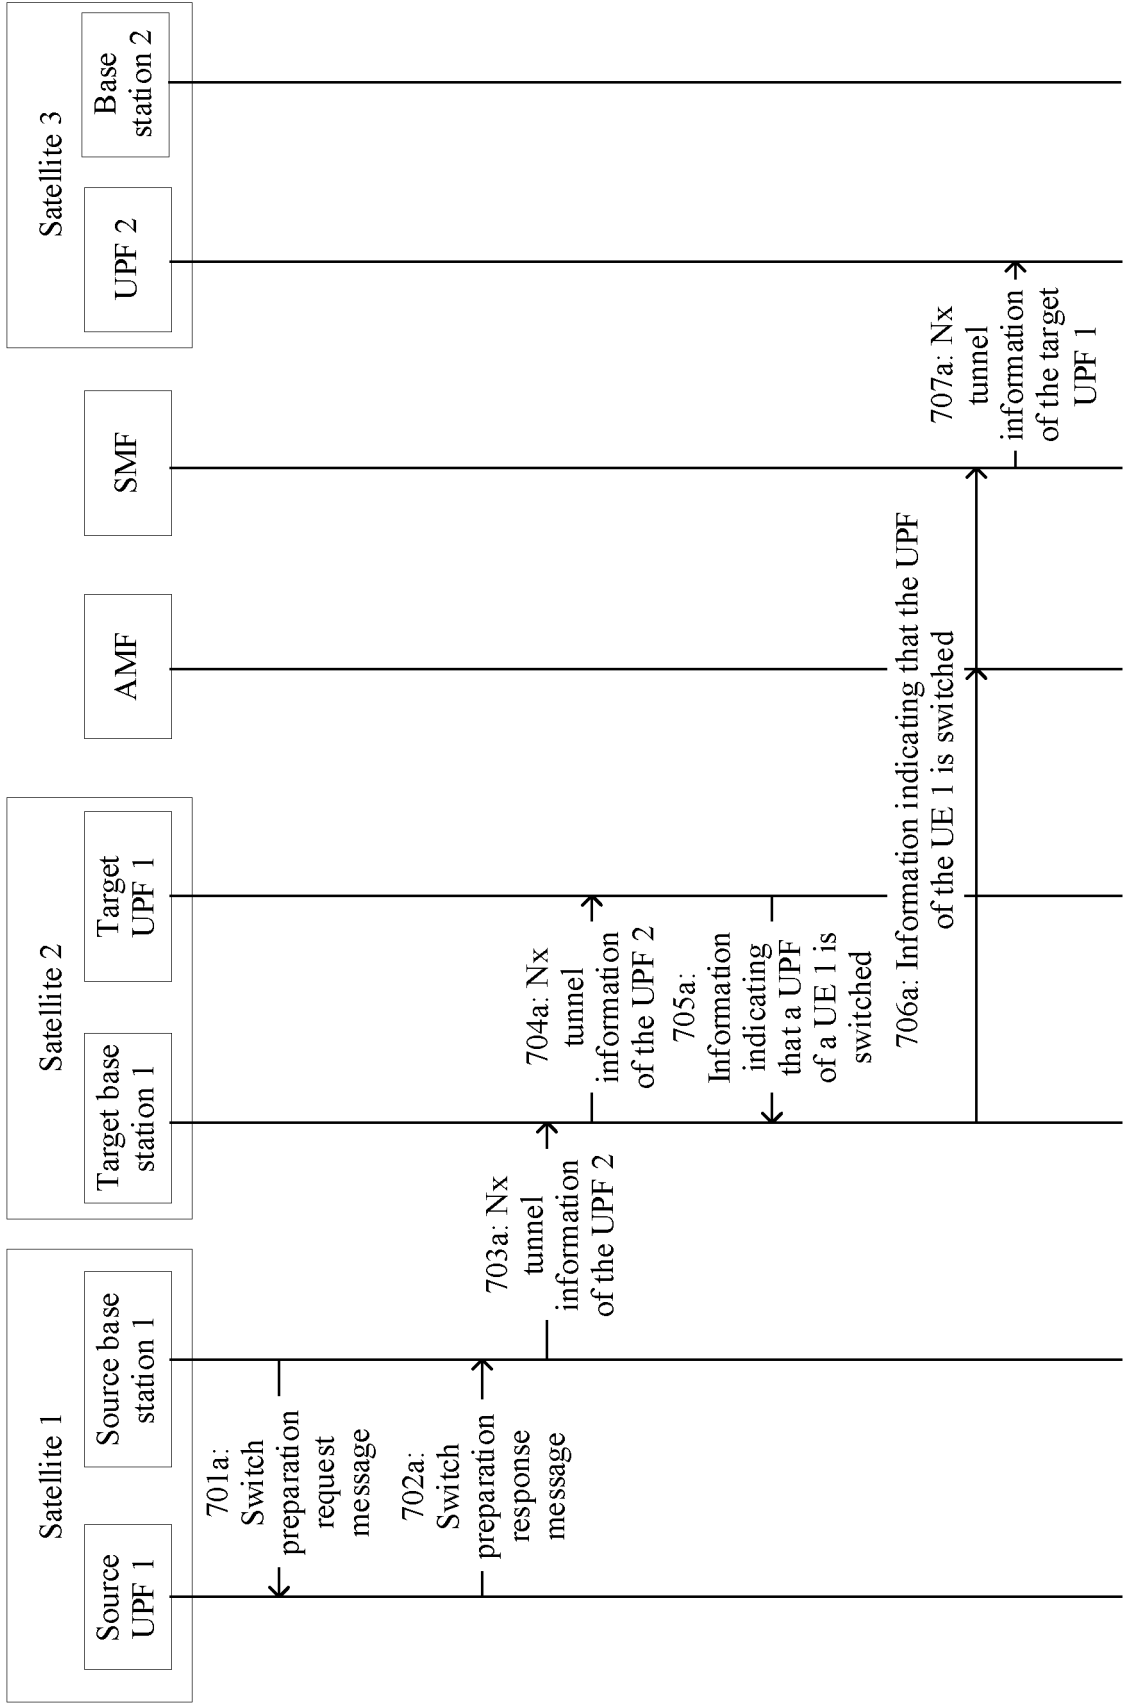 Satellite 1
Source
UPF 1
Source base
station 1
Satellite 2
Target base
station 1
Target
UPF 1
AMF
SMF
Satellite 3
UPF 2
Base
station 2
701a:
Switch
preparation
request
message
702a:
Switch
preparation
response
message
703a: Nx
tunnel
information
of the UPF 2
704a: Nx
tunnel
information
of the UPF 2
705a:
Information
indicating
that a UPF
of a UE 1 is
switched
706a: Information indicating that the UPF
of the UE 1 is switched
707a: Nx
tunnel
information
of the target
UPF 1